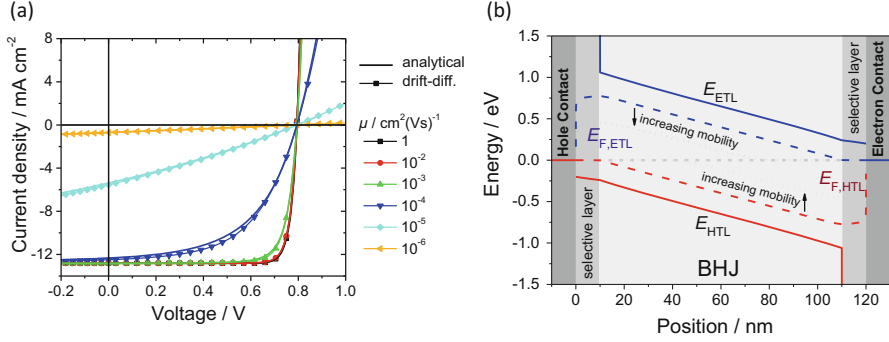 (a)
8
4
0
-4
-8
-12
-0.2
0.0
0.2
0.4
0.6
0.8
1.0
Current density / mA cm-2
Voltage / V
analytical
drift-diff.
μ / cm²(Vs)⁻¹
1
10⁻²
10⁻³
10⁻⁴
10⁻⁵
10⁻⁶
(b)
1.5
1.0
0.5
0.0
-0.5
-1.0
-1.5
Energy / eV
Hole Contact
selective layer
E_ETL
E_F,ETL
increasing mobility
increasing mobility
E_F,HTL
E_HTL
BHJ
selective layer
Electron Contact
0
20
40
60
80
100
120
Position / nm